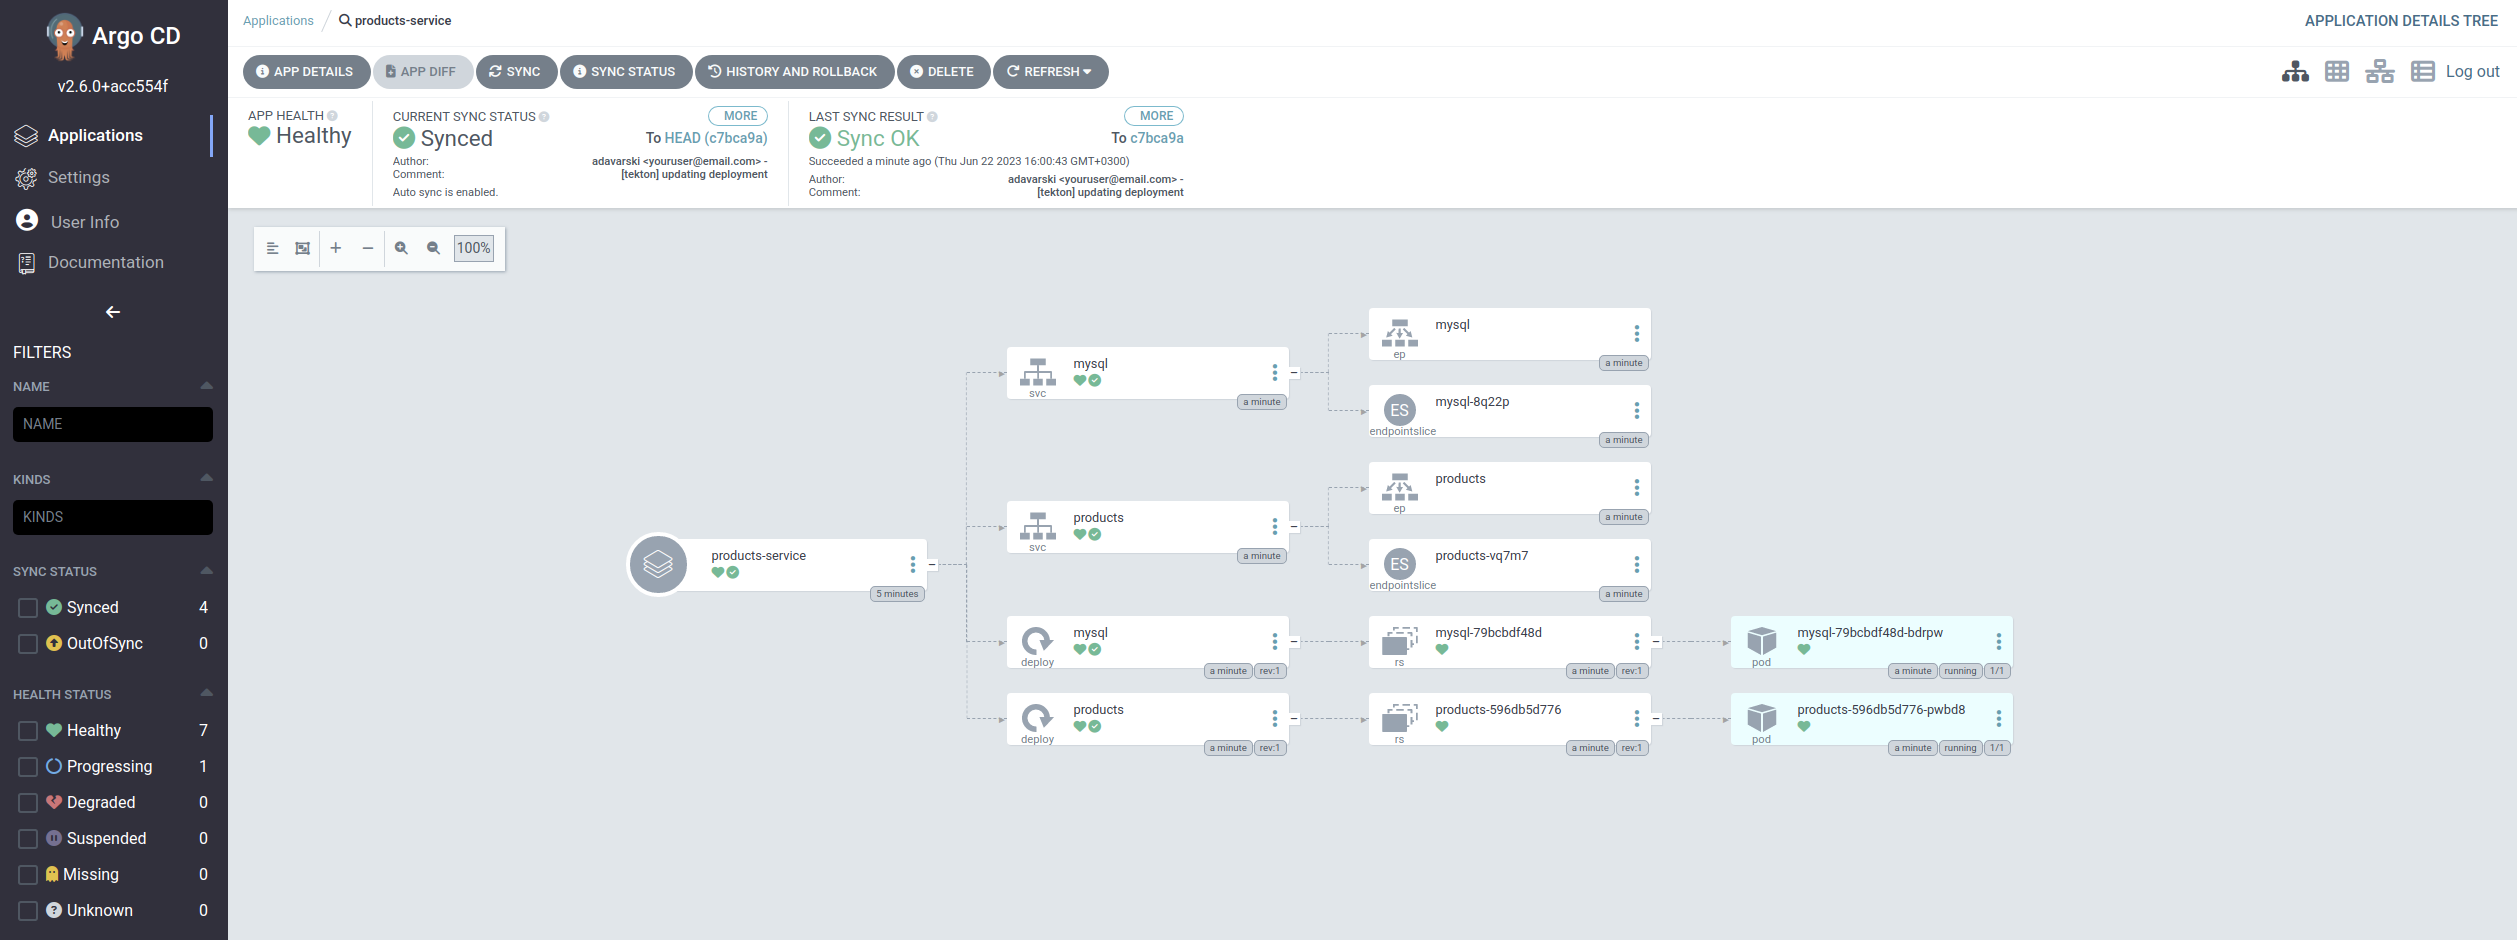 Argo CD
v2.6.0+acc554f
Applications
Settings
User Info
Documentation
FILTERS
NAME
NAME
KINDS
KINDS
SYNC STATUS
Synced 4
OutOfSync 0
HEALTH STATUS
Healthy 7
Progressing 1
Degraded 0
Suspended 0
Missing 0
Unknown 0
Applications / products-service
APPLICATION DETAILS TREE
APP DETAILS APP DIFF SYNC SYNC STATUS HISTORY AND ROLLBACK DELETE REFRESH
Log out
APP HEALTH
Healthy
CURRENT SYNC STATUS MORE
Synced To HEAD (c7bca9a)
Author: adavarski <youruser@email.com> -
Comment: [tekton] updating deployment
Auto sync is enabled.
LAST SYNC RESULT MORE
Sync OK To c7bca9a
Succeeded a minute ago (Thu Jun 22 2023 16:00:43 GMT+0300)
Author: adavarski <youruser@email.com> -
Comment: [tekton] updating deployment
100%
products-service
5 minutes
mysql
svc
a minute
products
svc
a minute
mysql
deploy
a minute rev:1
products
deploy
a minute rev:1
mysql
ep
a minute
ES
mysql-8q22p
endpointslice
a minute
products
ep
a minute
ES
products-vq7m7
endpointslice
a minute
mysql-79bcbdf48d
rs
a minute rev:1
products-596db5d776
rs
a minute rev:1
mysql-79bcbdf48d-bdrpw
pod
a minute running 1/1
products-596db5d776-pwbd8
pod
a minute running 1/1